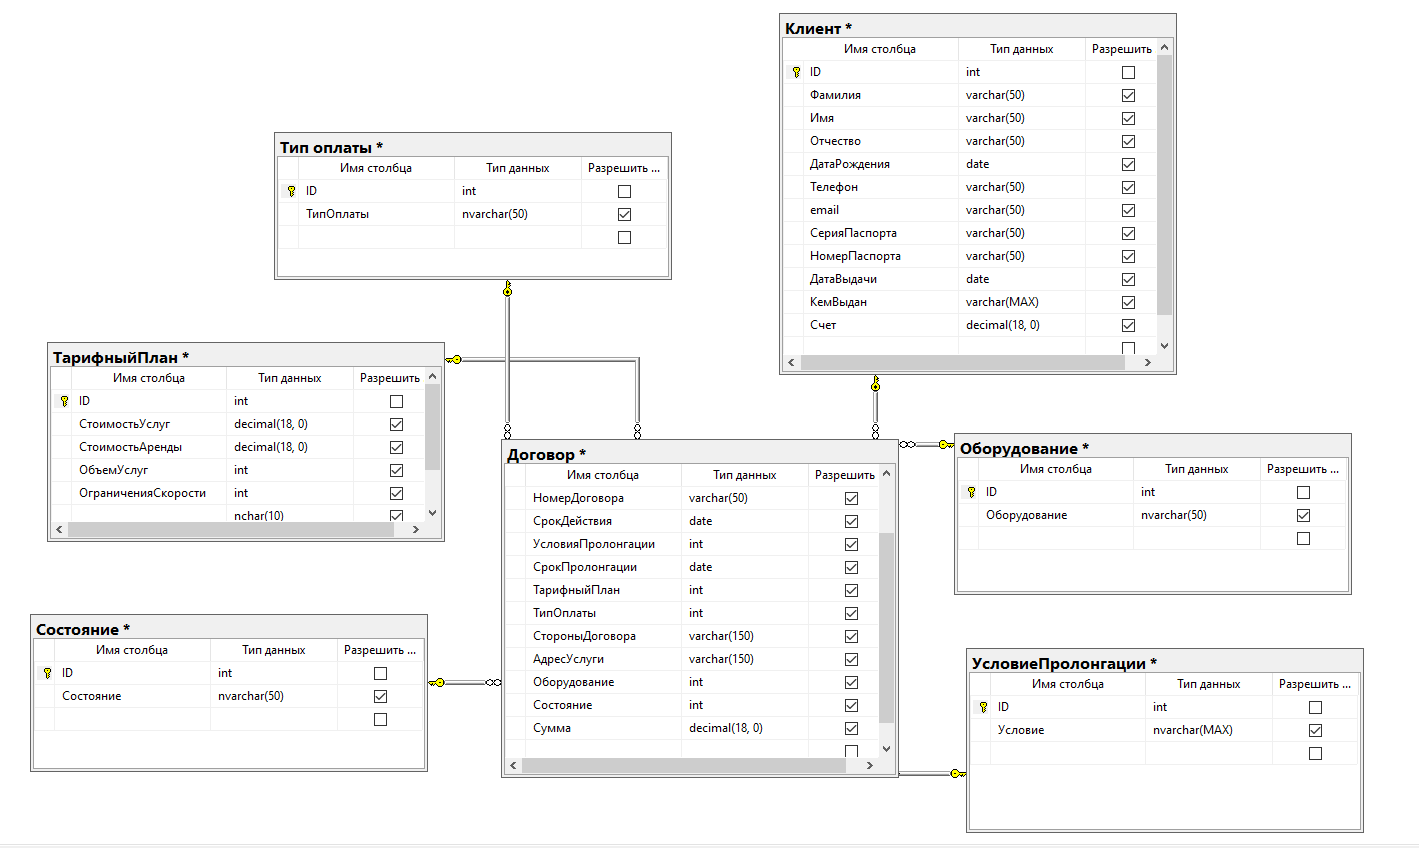 Клиент *
Имя столбца Тип данных Разрешить
ID int
Фамилия varchar(50)
Имя varchar(50)
Отчество varchar(50)
ДатаРождения date
Телефон varchar(50)
email varchar(50)
СерияПаспорта varchar(50)
НомерПаспорта varchar(50)
ДатаВыдачи date
КемВыдан varchar(MAX)
Счет decimal(18, 0)
Тип оплаты *
Имя столбца Тип данных Разрешить ...
ID int
ТипОплаты nvarchar(50)
ТарифныйПлан *
Имя столбца Тип данных Разрешить
ID int
СтоимостьУслуг decimal(18, 0)
СтоимостьАренды decimal(18, 0)
ОбъемУслуг int
ОграниченияСкорости int
nchar(10)
Договор *
Имя столбца Тип данных Разрешить
НомерДоговора varchar(50)
СрокДействия date
УсловияПролонгации int
СрокПролонгации date
ТарифныйПлан int
ТипОплаты int
СтороныДоговора varchar(150)
АдресУслуги varchar(150)
Оборудование int
Состояние int
Сумма decimal(18, 0)
Оборудование *
Имя столбца Тип данных Разрешить ...
ID int
Оборудование nvarchar(50)
Состояние *
Имя столбца Тип данных Разрешить ...
ID int
Состояние nvarchar(50)
УсловиеПролонгации *
Имя столбца Тип данных Разрешить ...
ID int
Условие nvarchar(MAX)